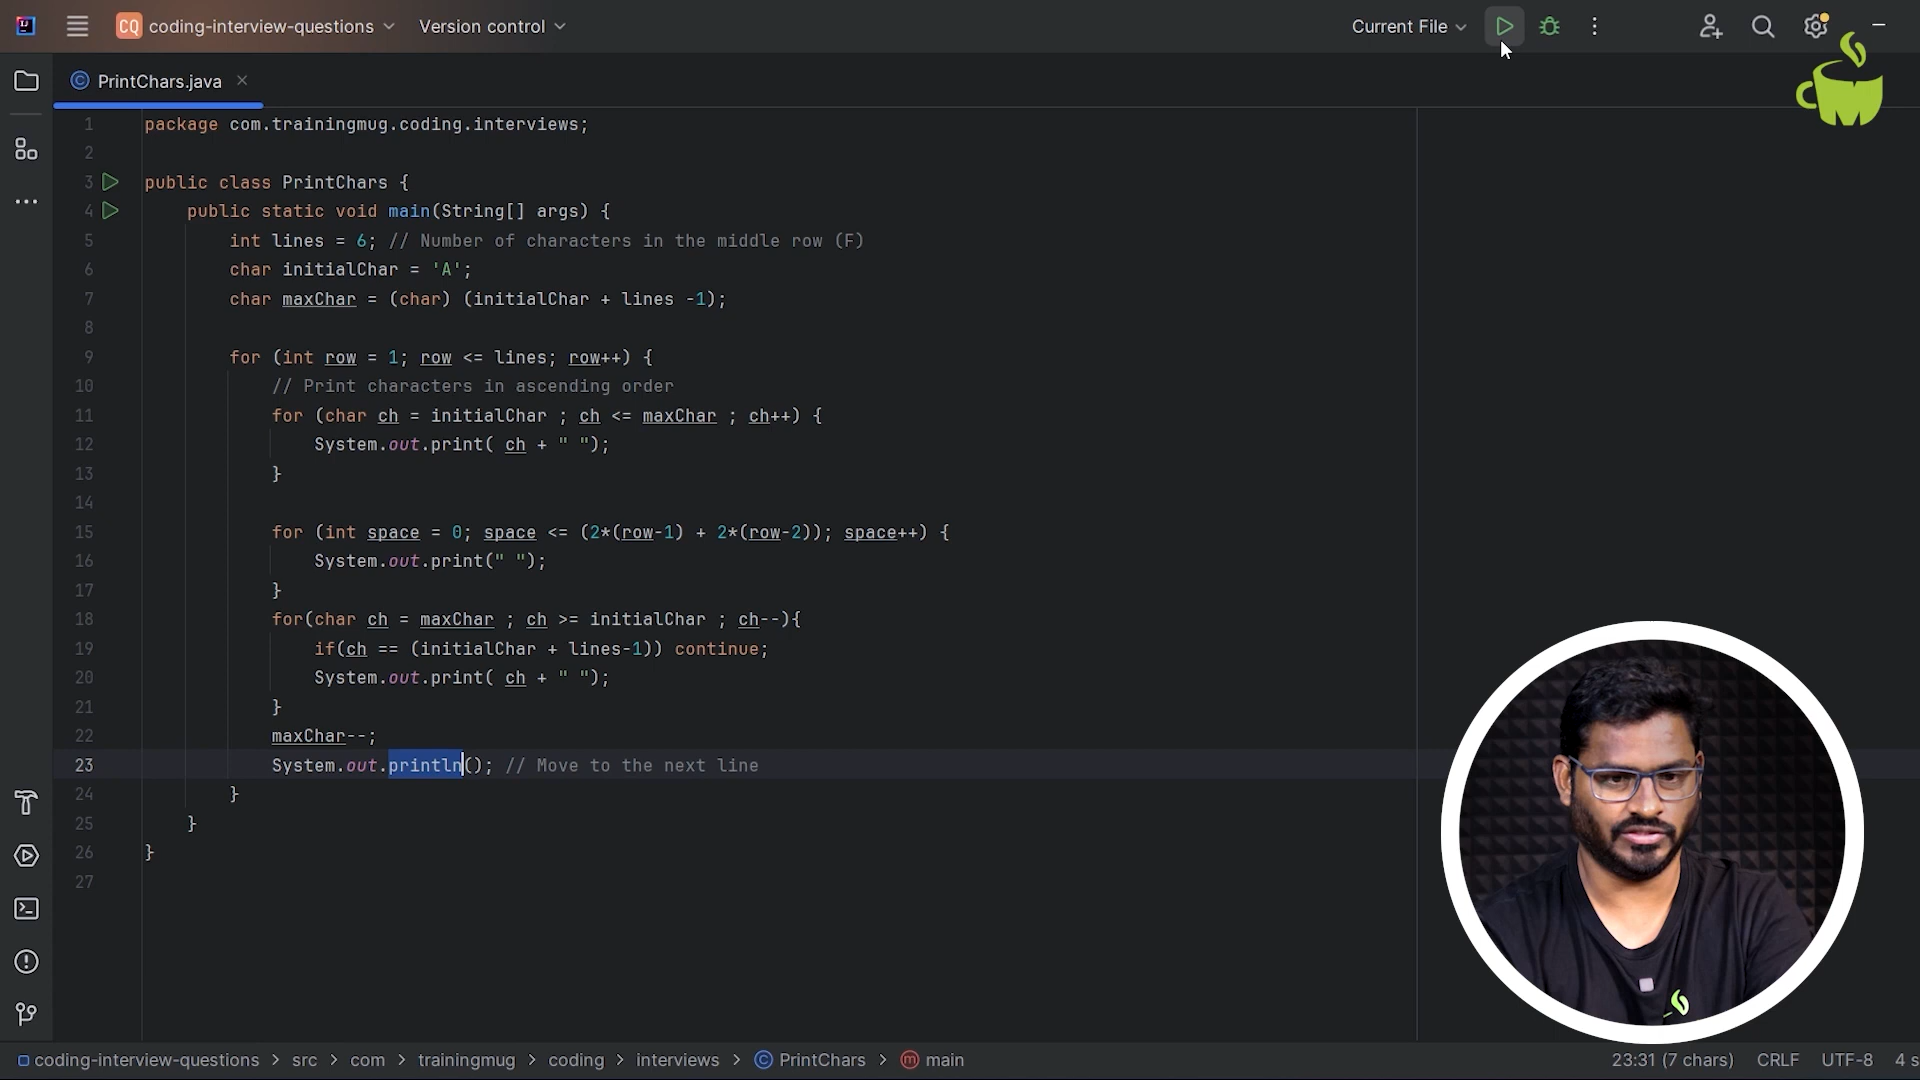 CQ coding-interview-questions Version control Current File
PrintChars.java
1 package com.trainingmug.coding.interviews;
2
3 public class PrintChars {
4 public static void main(String[] args) {
5 int lines = 6; // Number of characters in the middle row (F)
6 char initialChar = 'A';
7 char maxChar = (char) (initialChar + lines -1);
8
9 for (int row = 1; row <= lines; row++) {
10 // Print characters in ascending order
11 for (char ch = initialChar ; ch <= maxChar ; ch++) {
12 System.out.print( ch + " ");
13 }
14
15 for (int space = 0; space <= (2*(row-1) + 2*(row-2)); space++) {
16 System.out.print(" ");
17 }
18 for(char ch = maxChar ; ch >= initialChar ; ch--){
19 if(ch == (initialChar + lines-1)) continue;
20 System.out.print( ch + " ");
21 }
22 maxChar--;
23 System.out.println(); // Move to the next line
24 }
25 }
26 }
27
coding-interview-questions > src > com > trainingmug > coding > interviews > PrintChars > main 23:31 (7 chars) CRLF UTF-8 4 s